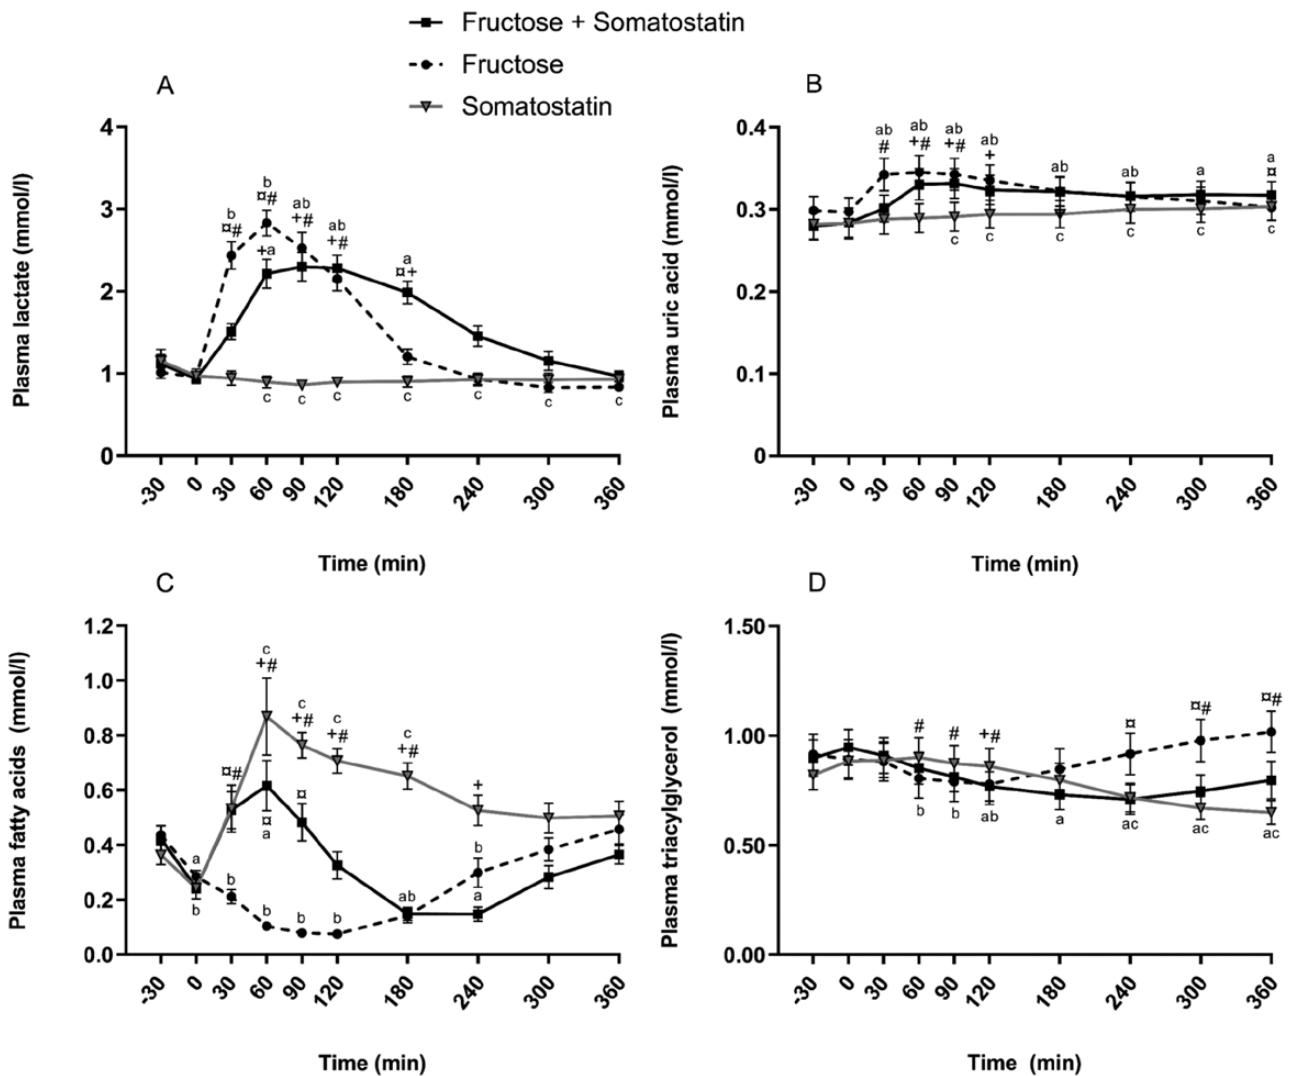 Fructose + Somatostatin
Fructose
Somatostatin
A
Plasma lactate (mmol/l)
4
3
2
1
0
b
¤#
b
¤#
+a
ab
+#
ab
+#
a
¤+
c c c c c c c
-30 0 30 60 90 120 180 240 300 360
Time (min)
B
Plasma uric acid (mmol/l)
0.4
0.3
0.2
0.1
0
ab
#
ab
+#
ab
+#
ab
+
ab
ab
a
a
¤
c c c c c c
-30 0 30 60 90 120 180 240 300 360
Time (min)
C
Plasma fatty acids (mmol/l)
1.2
1.0
0.8
0.6
0.4
0.2
0.0
a
b
¤#
b
c
+#
¤
a
b
c
+#
¤
b
c
+#
b
c
+#
ab
+
b
a
-30 0 30 60 90 120 180 240 300 360
Time (min)
D
Plasma triacylglycerol (mmol/l)
1.50
1.00
0.50
0.00
#
b
#
b
+#
ab
a
¤
ac
¤#
ac
¤#
ac
-30 0 30 60 90 120 180 240 300 360
Time (min)